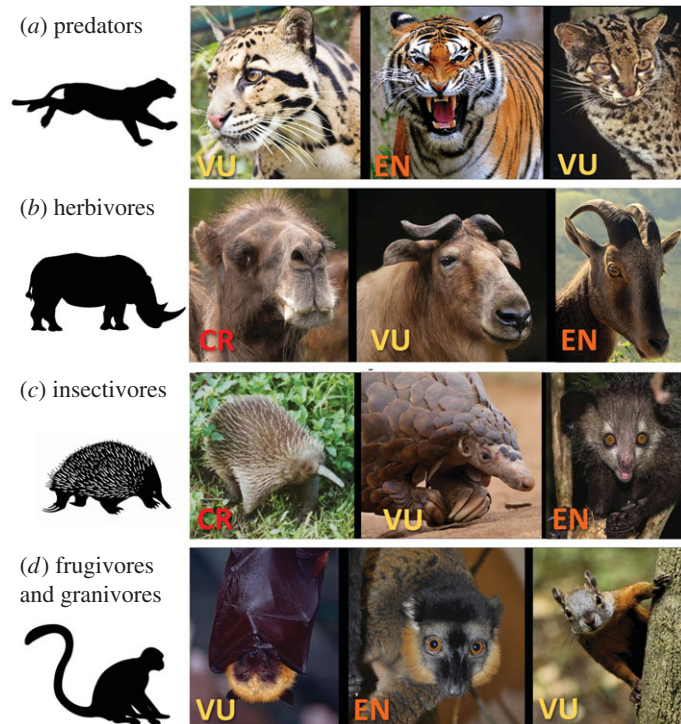 (a) predators
VU EN VU
(b) herbivores
CR VU EN
(c) insectivores
CR VU EN
(d) frugivores
and granivores
VU EN VU